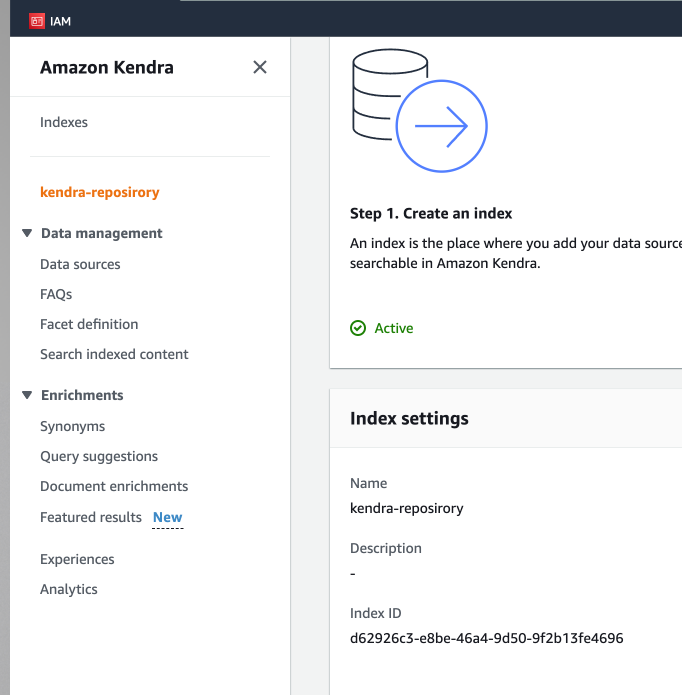 IAM
Amazon Kendra
Indexes
kendra-reposirory
Data management
Data sources
FAQs
Facet definition
Search indexed content
Enrichments
Synonyms
Query suggestions
Document enrichments
Featured results New
Experiences
Analytics
Step 1. Create an index
An index is the place where you add your data source
searchable in Amazon Kendra.
Active
Index settings
Name
kendra-reposirory
Description
-
Index ID
d62926c3-e8be-46a4-9d50-9f2b13fe4696